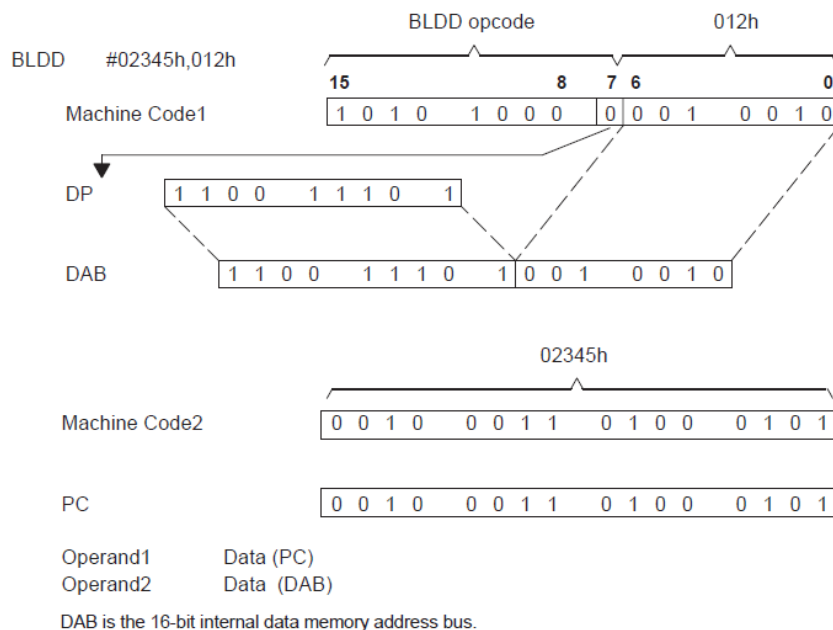 BLDD opcode 012h
BLDD #02345h,012h
15 8 7 6 0
Machine Code1 1 0 1 0 1 0 0 0 0 0 0 1 0 0 1 0
DP 1 1 0 0 1 1 1 0 1
DAB 1 1 0 0 1 1 1 0 1 0 0 1 0 0 1 0
02345h
Machine Code2 0 0 1 0 0 0 1 1 0 1 0 0 0 1 0 1
PC 0 0 1 0 0 0 1 1 0 1 0 0 0 1 0 1
Operand1 Data (PC)
Operand2 Data (DAB)
DAB is the 16-bit internal data memory address bus.